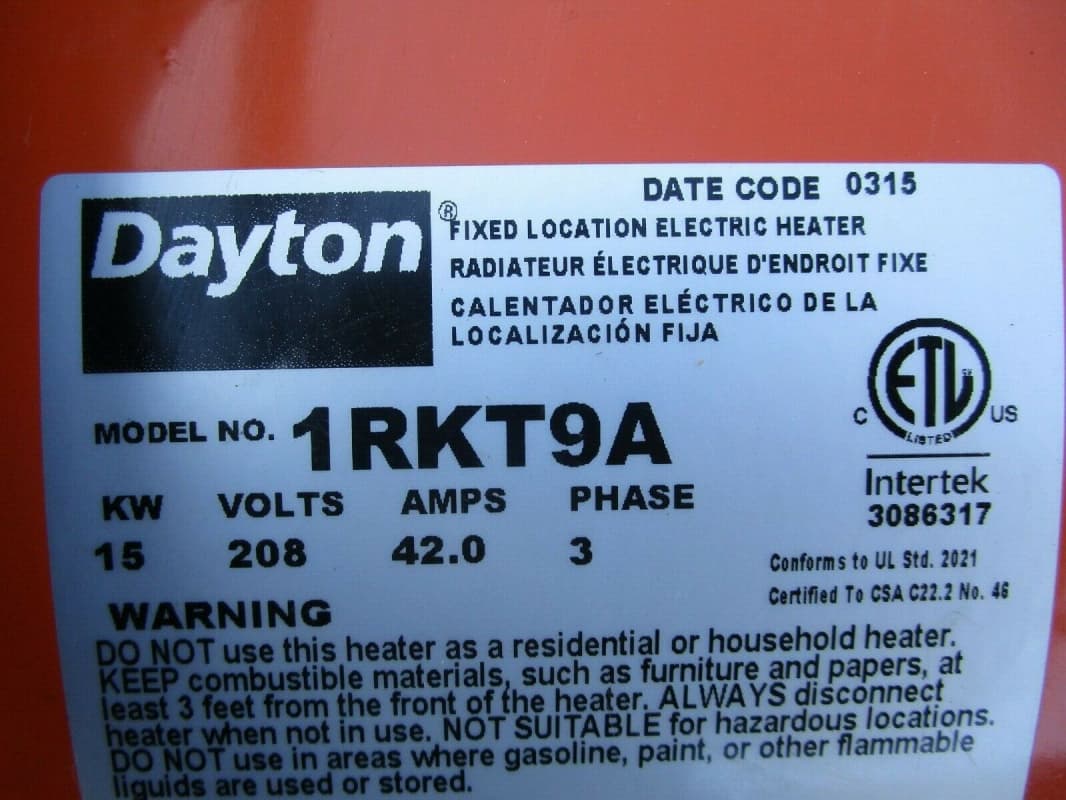 DATE CODE 0315
Dayton®
FIXED LOCATION ELECTRIC HEATER
RADIATEUR ÉLECTRIQUE D'ENDROIT FIXE
CALENTADOR ELÉCTRICO DE LA
LOCALIZACIÓN FIJA
MODEL NO. 1RKT9A
C ETL US
LISTED
Intertek
3086317
KW VOLTS AMPS PHASE
15 208 42.0 3
Conforms to UL Std. 2021
Certified To CSA C22.2 No. 46
WARNING
DO NOT use this heater as a residential or household heater.
KEEP combustible materials, such as furniture and papers, at
least 3 feet from the front of the heater. ALWAYS disconnect
heater when not in use. NOT SUITABLE for hazardous locations.
DO NOT use in areas where gasoline, paint, or other flammable
liquids are used or stored.